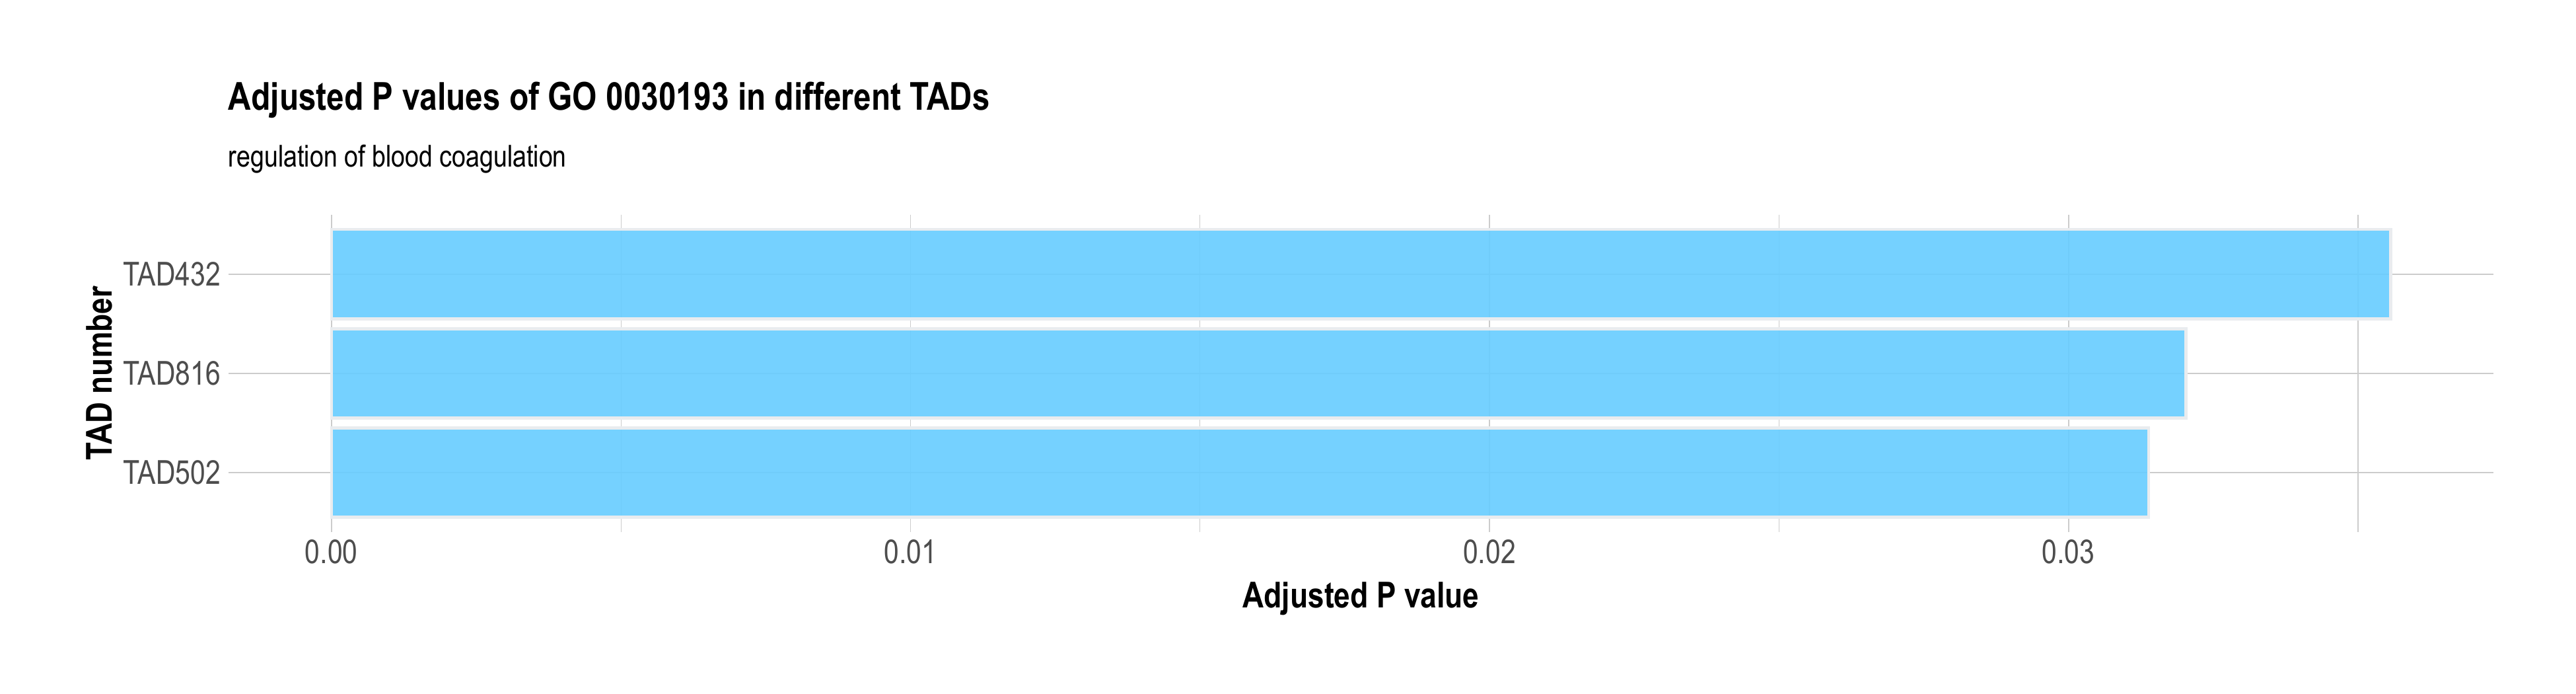 Adjusted P values of GO 0030193 in different TADs
regulation of blood coagulation
TAD number
TAD432
TAD816
TAD502
0.00 0.01 0.02 0.03
Adjusted P value